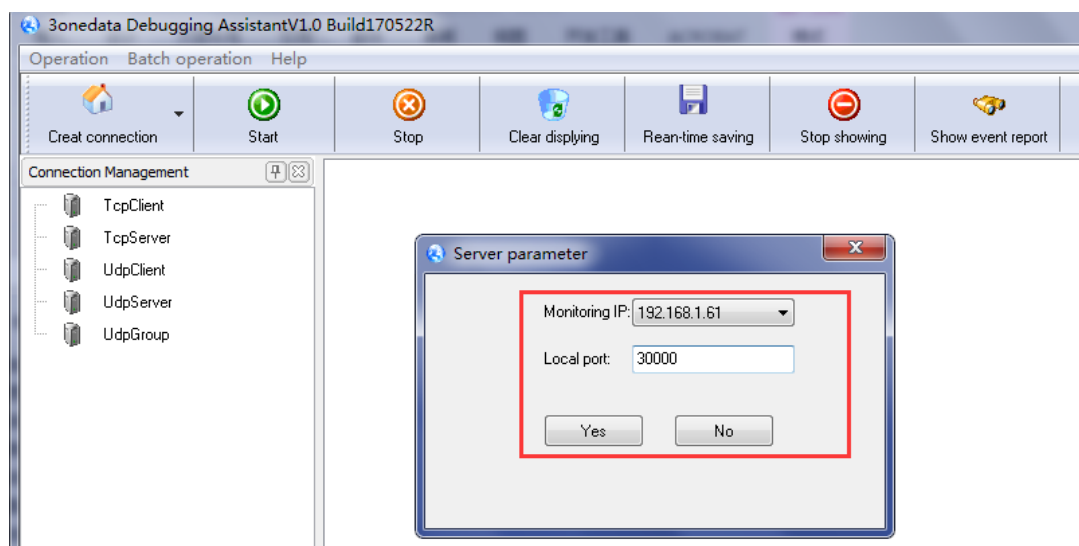 3onedata Debugging AssistantV1.0 Build170522R
Operation Batch operation Help
Creat connection Start Stop Clear displying Rean-time saving Stop showing Show event report
Connection Management
TcpClient
TcpServer
UdpClient
UdpServer
UdpGroup
Server parameter
Monitoring IP: 192.168.1.61
Local port: 30000
Yes No